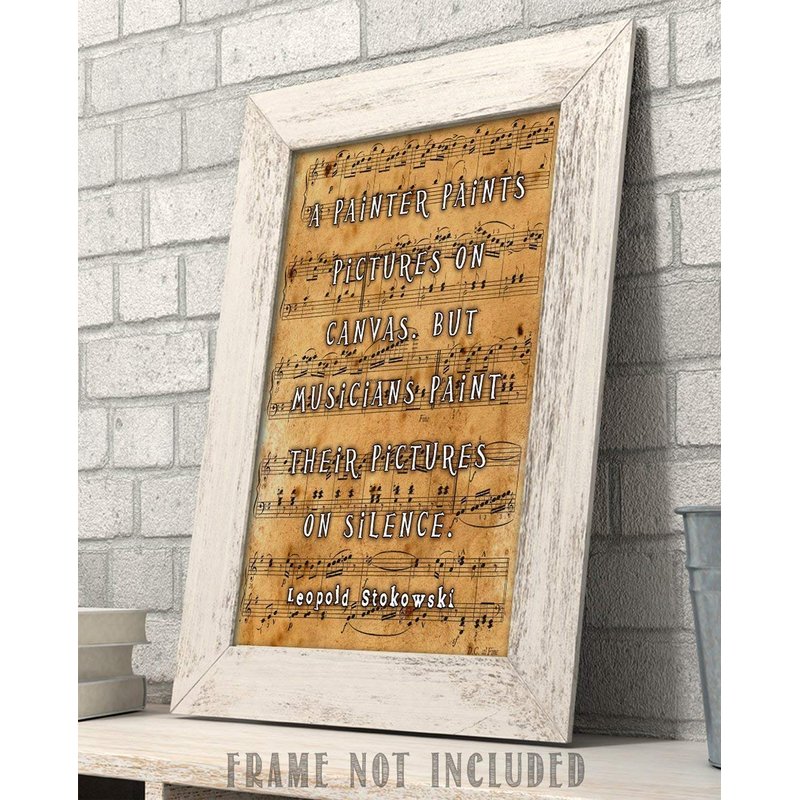 A PAINTER PAINTS
PICTURES ON
CANVAS. BUT
MUSICIANS PAINT
THEIR PICTURES
ON SILENCE.
Leopold Stokowski
FRAME NOT INCLUDED